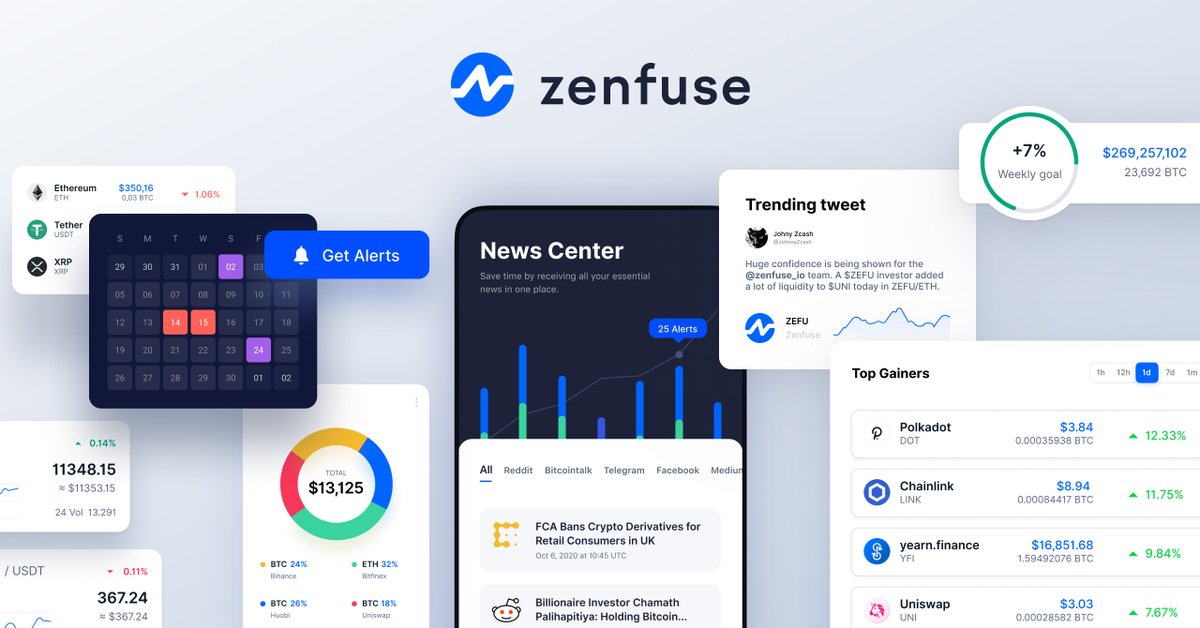 zenfuse
Ethereum
ETH
$350,16
0,03 BTC
1.06%
Tether
USDT
XRP
XRP
S M T W S F
29 30 31 01 02 03
05 06 07 08 09 10 11
12 13 14 15 16 17 18
19 20 21 22 23 24 25
26 27 28 29 30 01 02
Get Alerts
0.14%
11348.15
≈ $11353.15
24 Vol 13.291
/ USDT
0.11%
367.24
≈ $367.24
TOTAL
$13,125
BTC 24%
Binance
ETH 32%
Bitfinex
BTC 26%
Huobi
BTC 18%
Uniswap
News Center
Save time by receiving all your essential
news in one place.
25 Alerts
All Reddit Bitcointalk Telegram Facebook Medium
FCA Bans Crypto Derivatives for
Retail Consumers in UK
Oct 6, 2020 at 10:45 UTC
Billionaire Investor Chamath
Palihapitiya: Holding Bitcoin...
Trending tweet
Johny Zcash
@JohnnyZcash
Huge confidence is being shown for the
@zenfuse_io team. A $ZEFU investor added
a lot of liquidity to $UNI today in ZEFU/ETH.
ZEFU
Zenfuse
+7%
Weekly goal
$269,257,102
23,692 BTC
Top Gainers
1h 12h 1d 7d 1m
Polkadot
DOT
$3.84
0.00035938 BTC
12.33%
Chainlink
LINK
$8.94
0.00084417 BTC
11.75%
yearn.finance
YFI
$16,851.68
1.59492076 BTC
9.84%
Uniswap
UNI
$3.03
0.00028582 BTC
7.67%